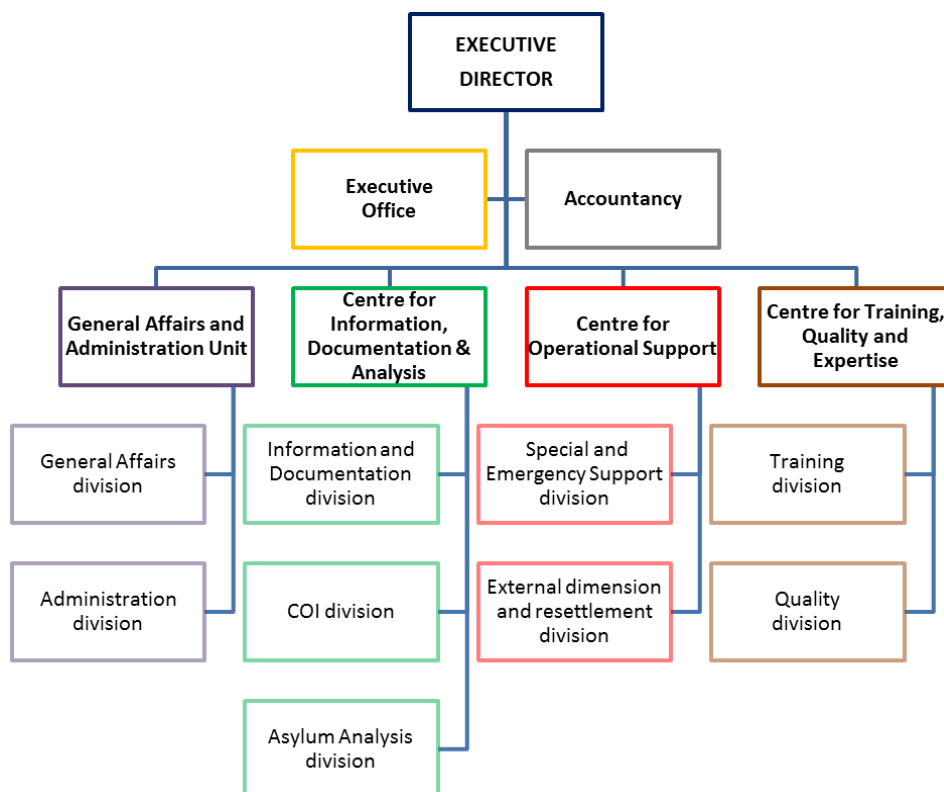 EXECUTIVE
DIRECTOR
Executive
Office
Accountancy
General Affairs and
Administration Unit
Centre for
Information,
Documentation &
Analysis
Centre for
Operational Support
Centre for Training,
Quality and
Expertise
General Affairs
division
Information and
Documentation
division
Special and
Emergency Support
division
Training
division
Administration
division
COI division
External dimension
and resettlement
division
Quality
division
Asylum Analysis
division